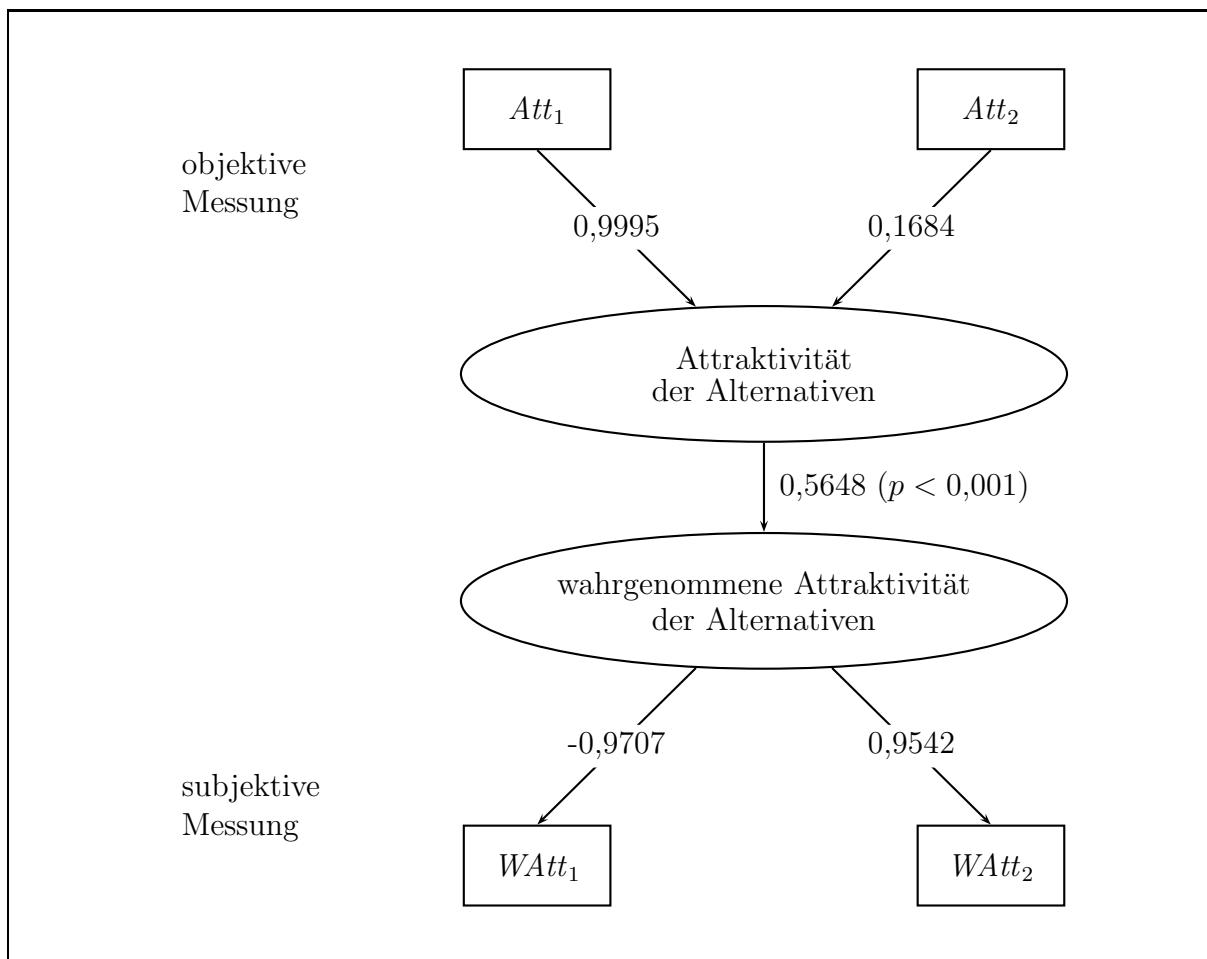 Att₁
Att₂
objektive
Messung
0,9995
0,1684
Attraktivität
der Alternativen
0,5648 (p < 0,001)
wahrgenommene Attraktivität
der Alternativen
-0,9707
0,9542
subjektive
Messung
WAtt₁
WAtt₂